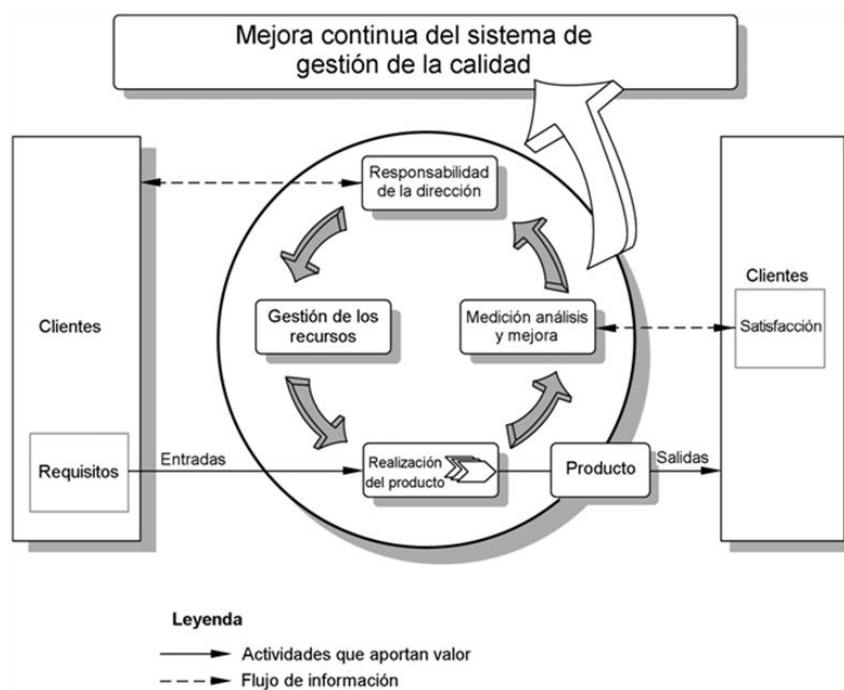 Mejora continua del sistema de
gestión de la calidad
Responsabilidad
de la dirección
Clientes
Gestión de los
recursos
Medición análisis
y mejora
Clientes
Satisfacción
Requisitos
Entradas
Realización
del producto
Producto
Salidas
Leyenda
Actividades que aportan valor
Flujo de información